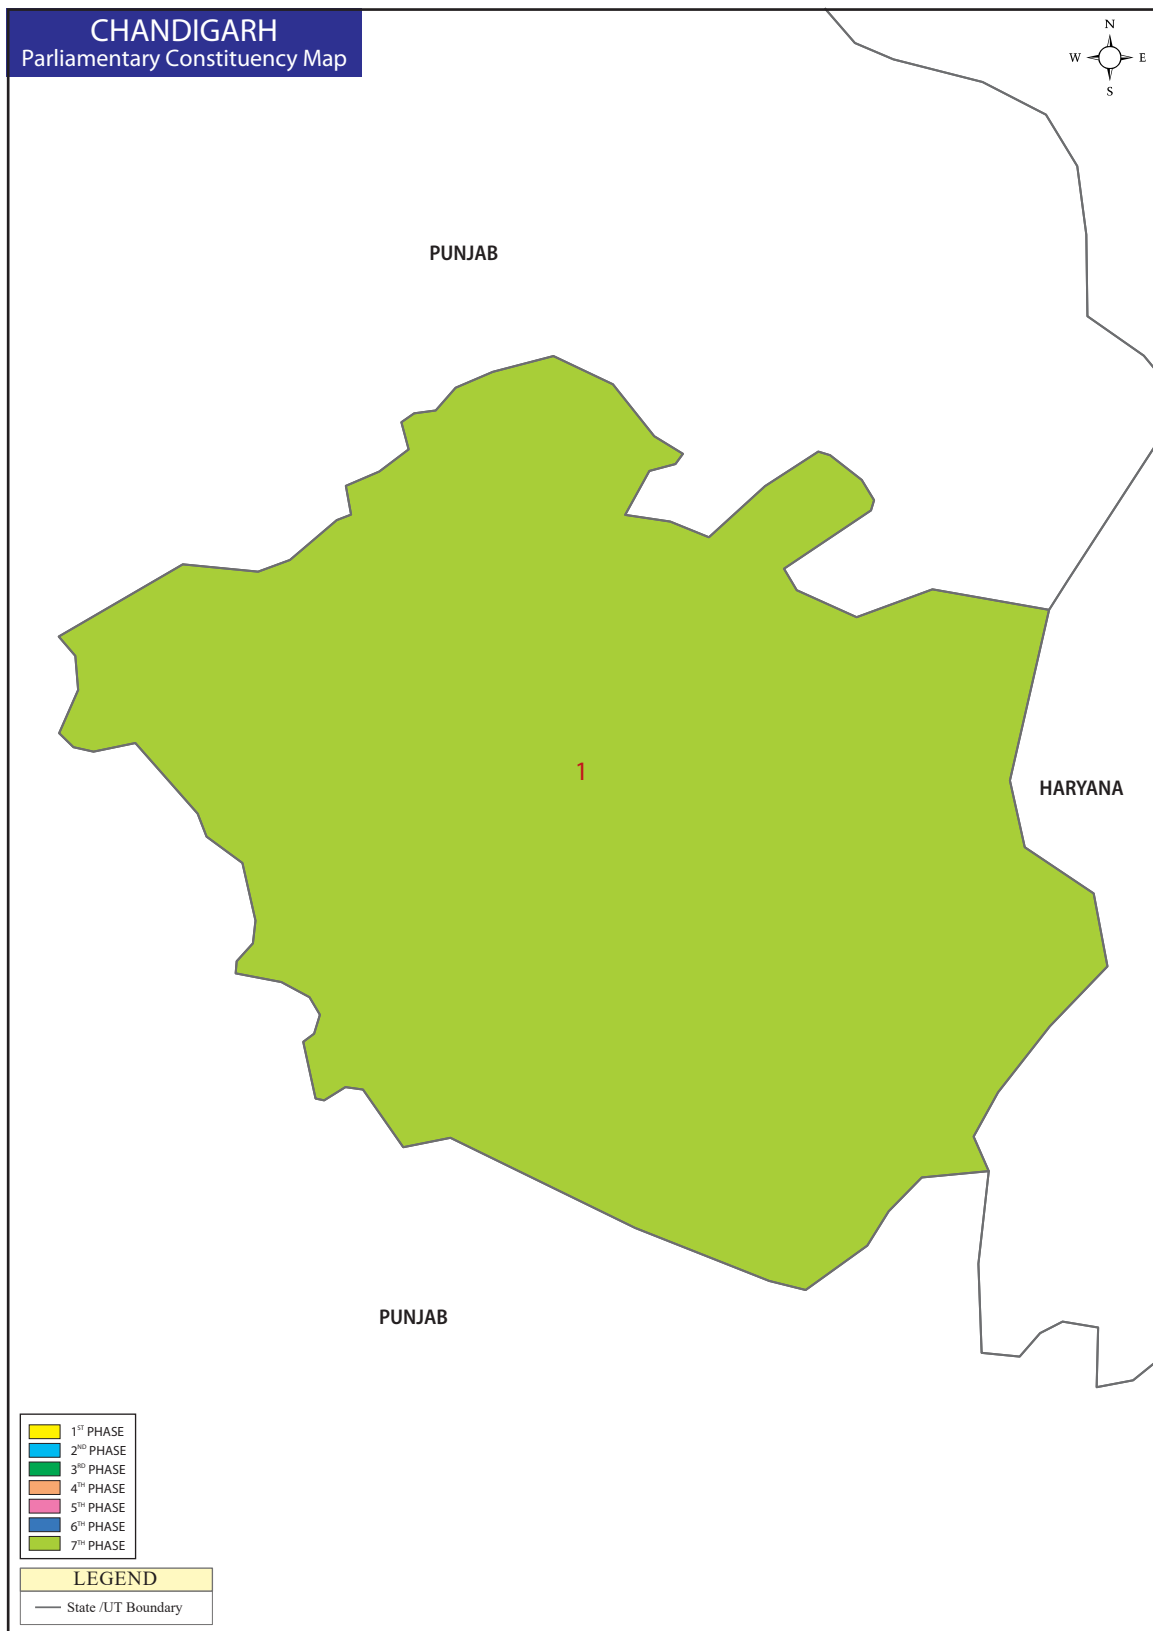 CHANDIGARH
Parliamentary Constituency Map
N
W E
S
PUNJAB
1
HARYANA
PUNJAB
1ST PHASE
2ND PHASE
3RD PHASE
4TH PHASE
5TH PHASE
6TH PHASE
7TH PHASE
LEGEND
State /UT Boundary